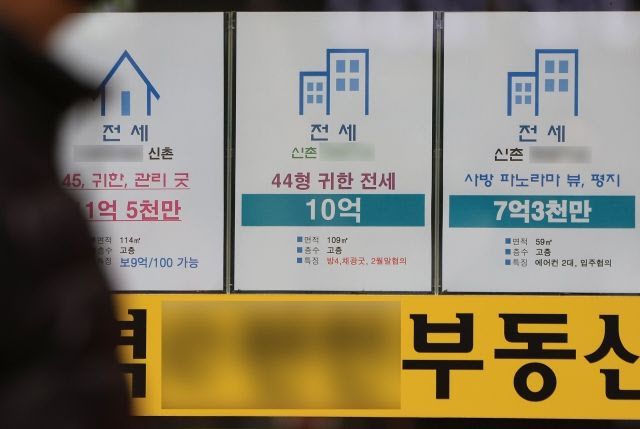 전세
신촌
45, 귀한, 관리 굿
1억 5천만
■면적 114㎡
■층수 고층
■특징 보9억/100 가능
전세
신촌
44형 귀한 전세
10억
■면적 109㎡
■층수 고층
■특징 방4,채광굿, 2월말협의
전세
신촌
사방 파노라마 뷰, 평지
7억3천만
■면적 59㎡
■층수 고층
■특징 에어컨 2대, 입주협의
부동산